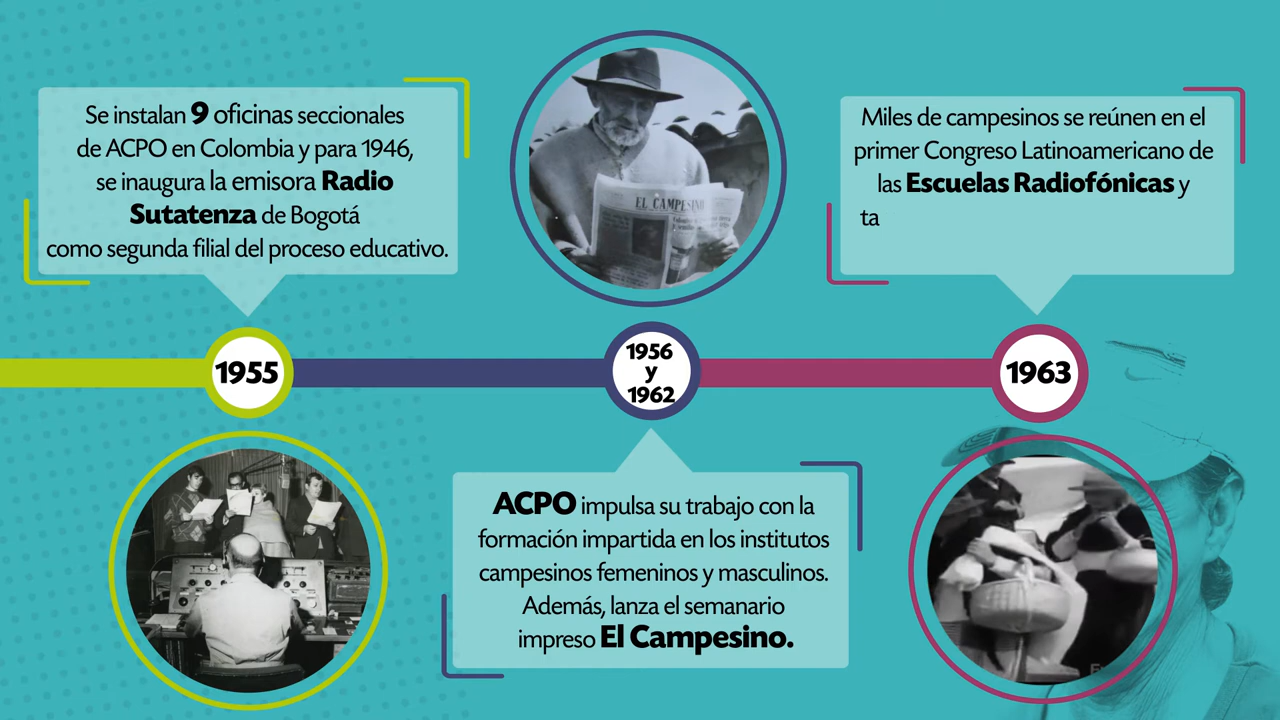 Se instalan 9 oficinas seccionales
de ACPO en Colombia y para 1946,
se inaugura la emisora Radio
Sutatenza de Bogotá
como segunda filial del proceso educativo.
1955
EL CAMPESINO
1956
y
1962
ACPO impulsa su trabajo con la
formación impartida en los institutos
campesinos femeninos y masculinos.
Además, lanza el semanario
impreso El Campesino.
Miles de campesinos se reúnen en el
primer Congreso Latinoamericano de
las Escuelas Radiofónicas y
ta
1963